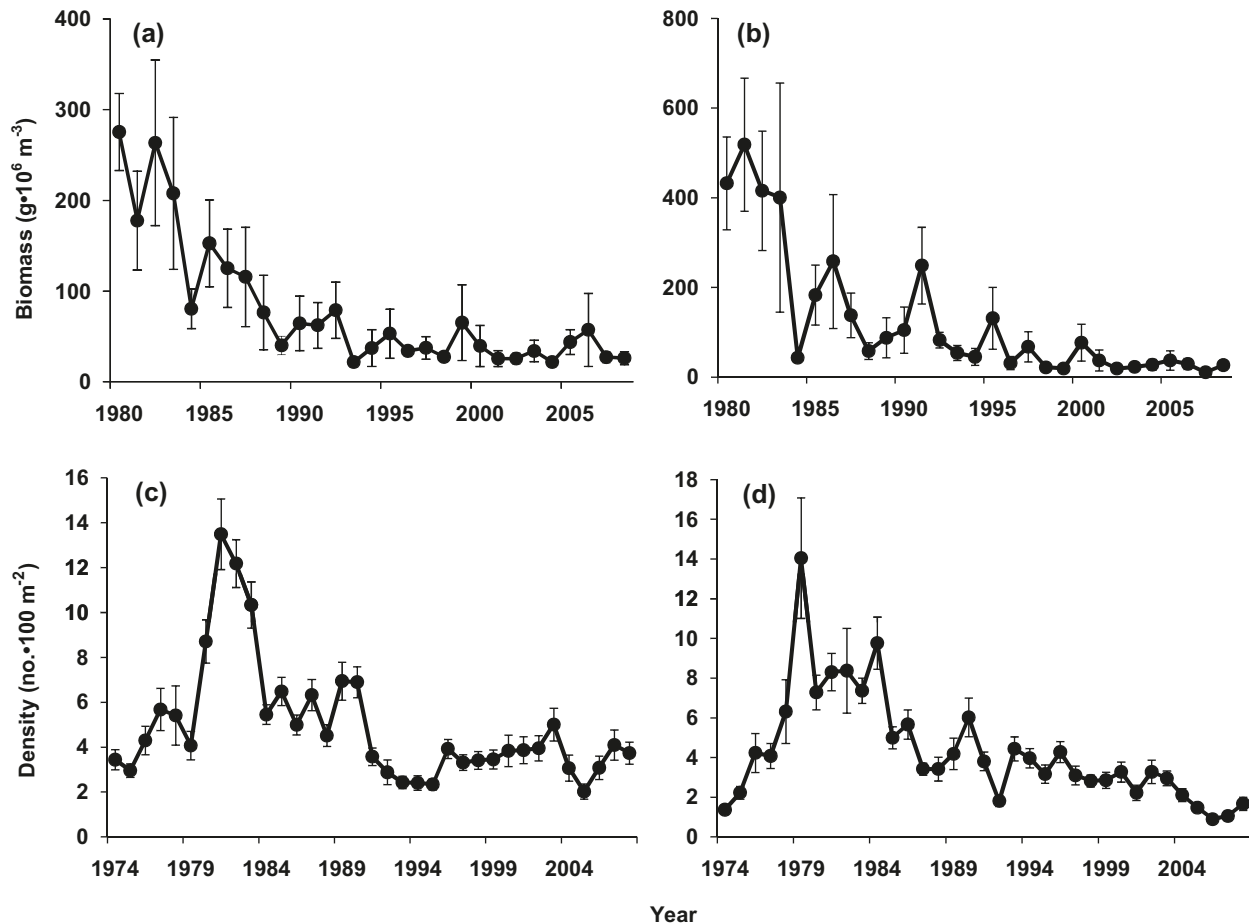 (a)
Biomass (g•10⁶ m⁻³)
400
300
200
100
0
1980 1985 1990 1995 2000 2005
(b)
800
600
400
200
0
1980 1985 1990 1995 2000 2005
(c)
Density (no.•100 m⁻²)
16
14
12
10
8
6
4
2
0
1974 1979 1984 1989 1994 1999 2004
(d)
18
16
14
12
10
8
6
4
2
0
1974 1979 1984 1989 1994 1999 2004
Year